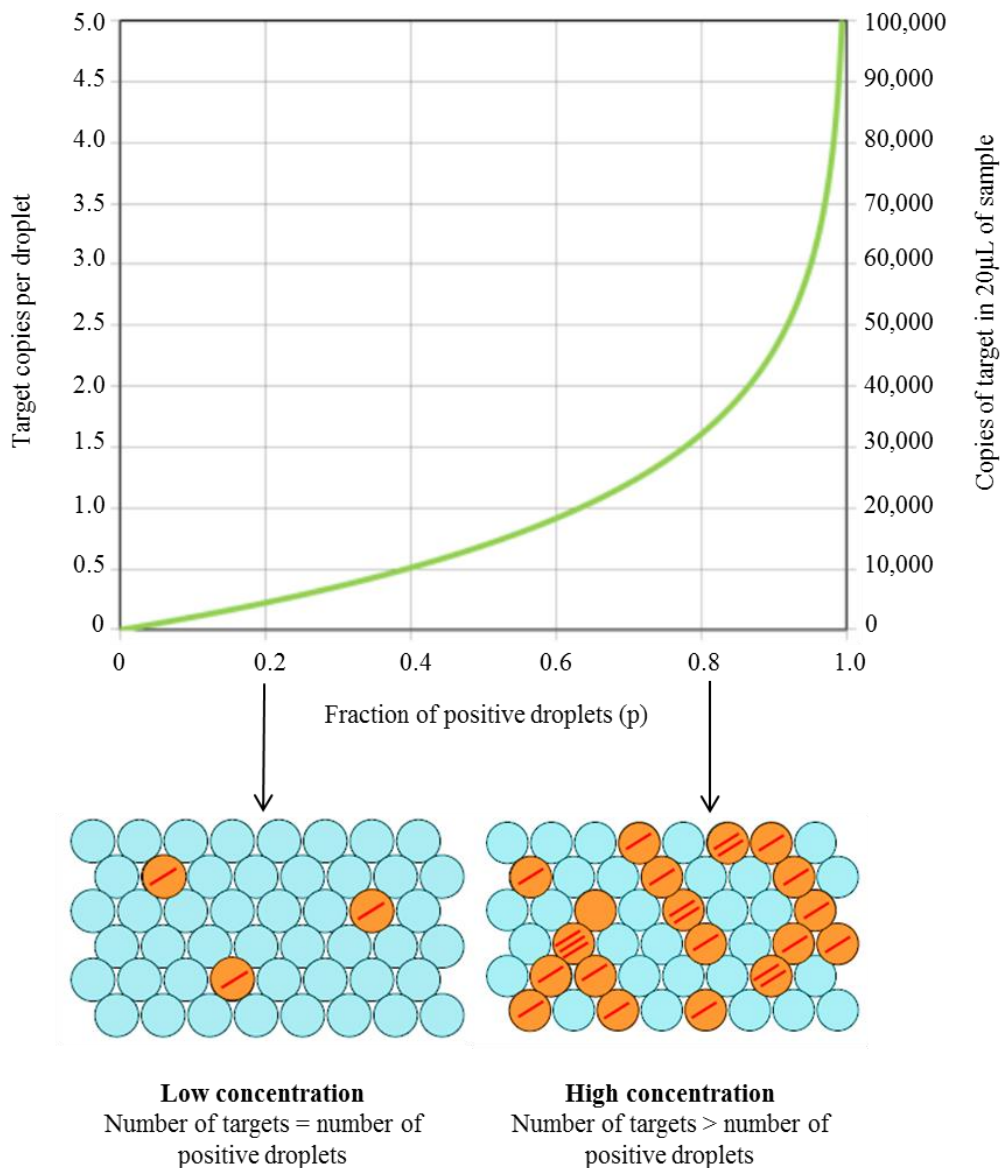 Target copies per droplet
5.0
4.5
4.0
3.5
3.0
2.5
2.0
1.5
1.0
0.5
0
100,000
90,000
80,000
70,000
60,000
50,000
40,000
30,000
20,000
10,000
0
Copies of target in 20µL of sample
0 0.2 0.4 0.6 0.8 1.0
Fraction of positive droplets (p)
Low concentration
Number of targets = number of
positive droplets
High concentration
Number of targets > number of
positive droplets